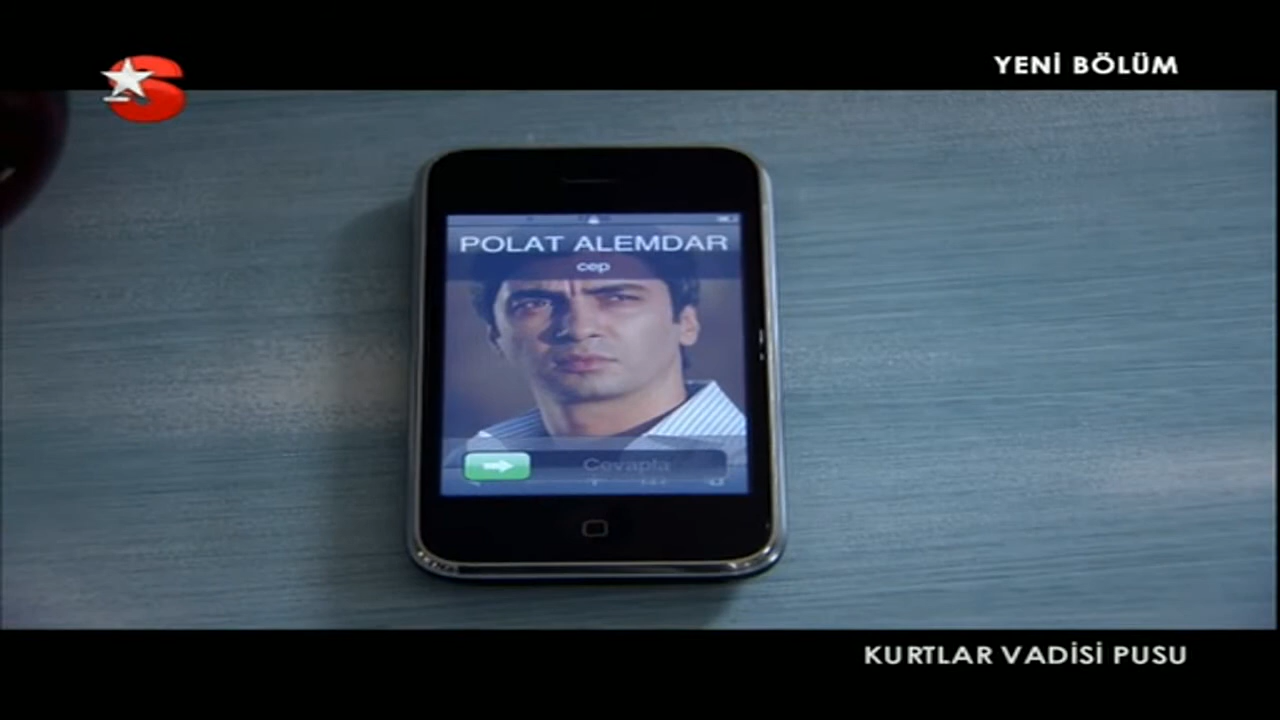 YENİ BÖLÜM
POLAT ALEMDAR
cep
Cevapla
KURTLAR VADİSİ PUSU